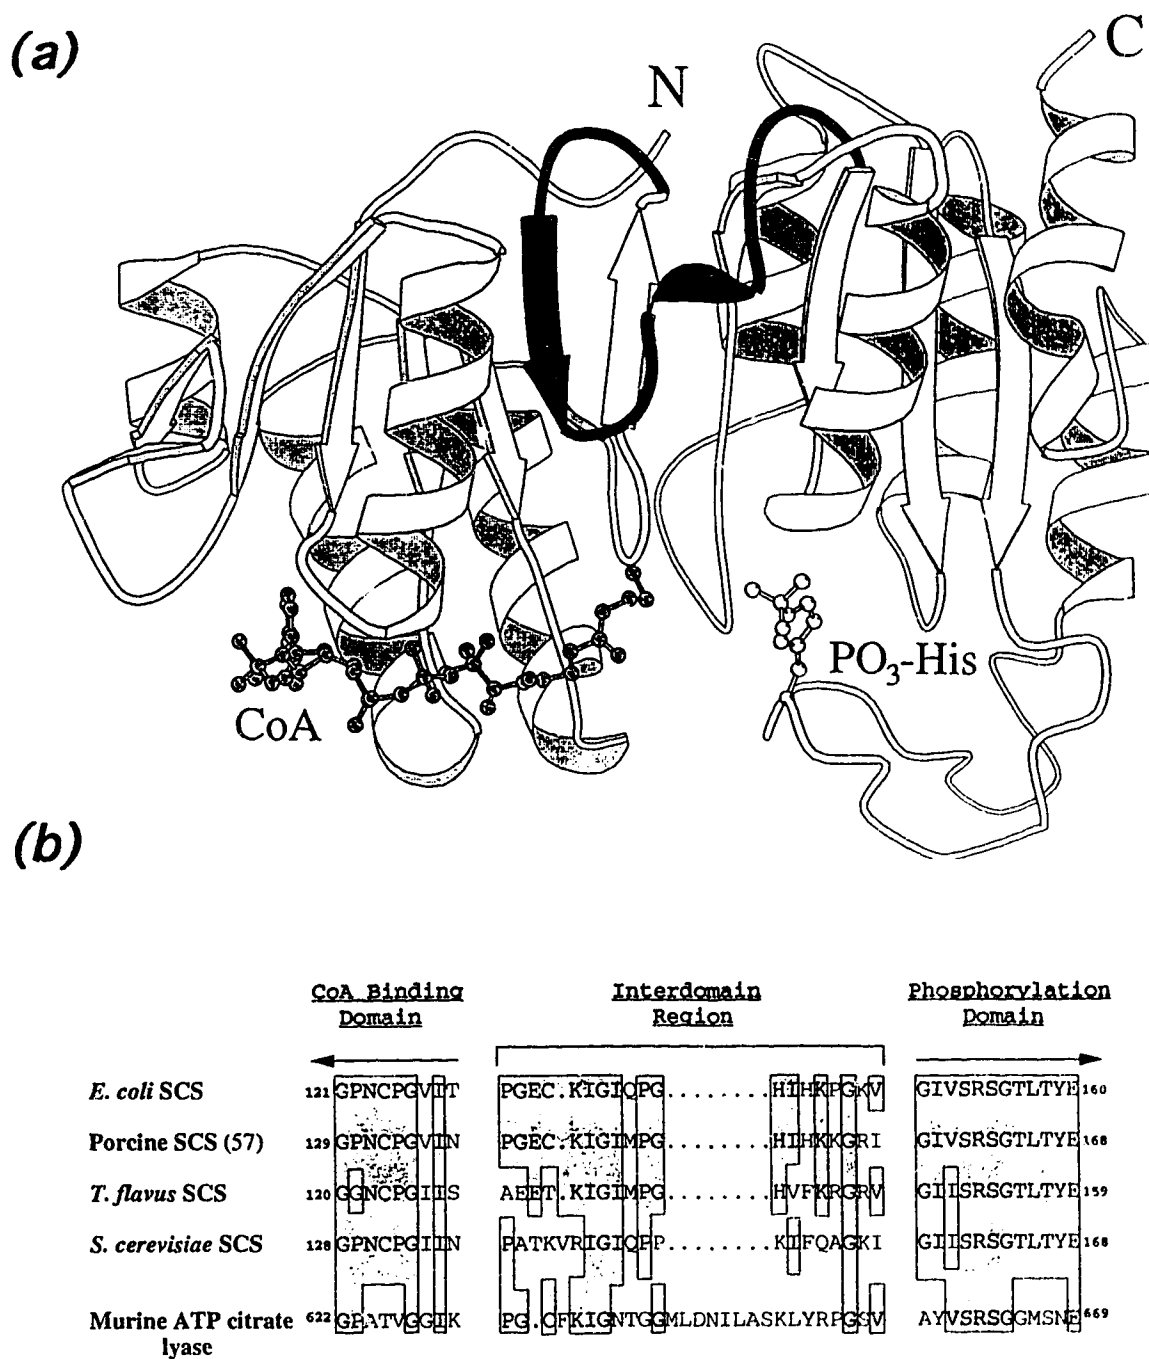 (a)
N
C
CoA
PO3-His
(b)
CoA Binding Domain
Interdomain Region
Phosphorylation Domain
E. coli SCS 121 GPNCPGVIT PGEC.KIGIQPG........HIHKPGKV GIVSRSGTLTYE 160
Porcine SCS (57) 129 GPNCPGVIN PGEC.KIGIMPG........HIHKKGRI GIVSRSGTLTYE 168
T. flavus SCS 120 GGNCPGIIS AEET.KIGIMPG........HVFKRGRV GIISRSGTLTYE 159
S. cerevisiae SCS 128 GPNCPGIIN PATKVRIGIQPP........KIFQAGKI GIISRSGTLTYE 168
Murine ATP citrate lyase 622 GPATVGGIK PG.CFKIGNTGGMLDNILASKLYRPGSV AYVSRSGGMSNE 669